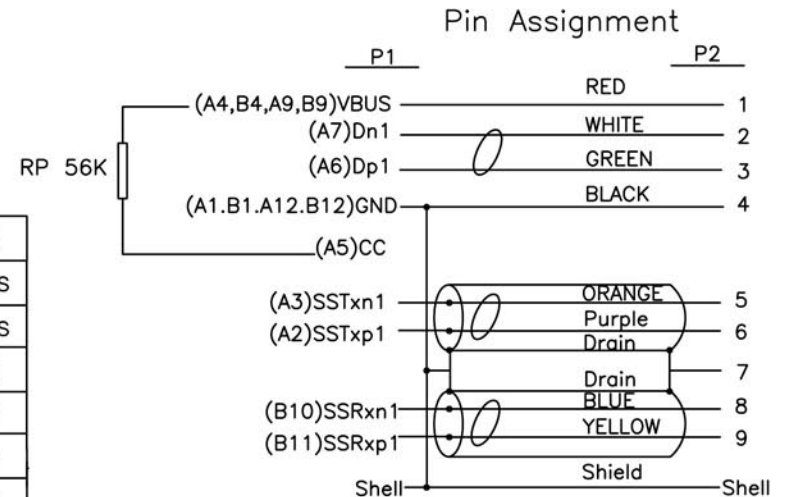 Pin Assignment
P1 P2
(A4,B4,A9,B9)VBUS RED 1
(A7)Dn1 WHITE 2
RP 56K (A6)Dp1 GREEN 3
(A1.B1.A12.B12)GND BLACK 4
(A5)CC
S
(A3)SSTxn1 ORANGE 5
S
(A2)SSTxp1 Purple 6
Drain
7
Drain
(B10)SSRxn1 BLUE 8
(B11)SSRxp1 YELLOW 9
Shield
Shell Shell